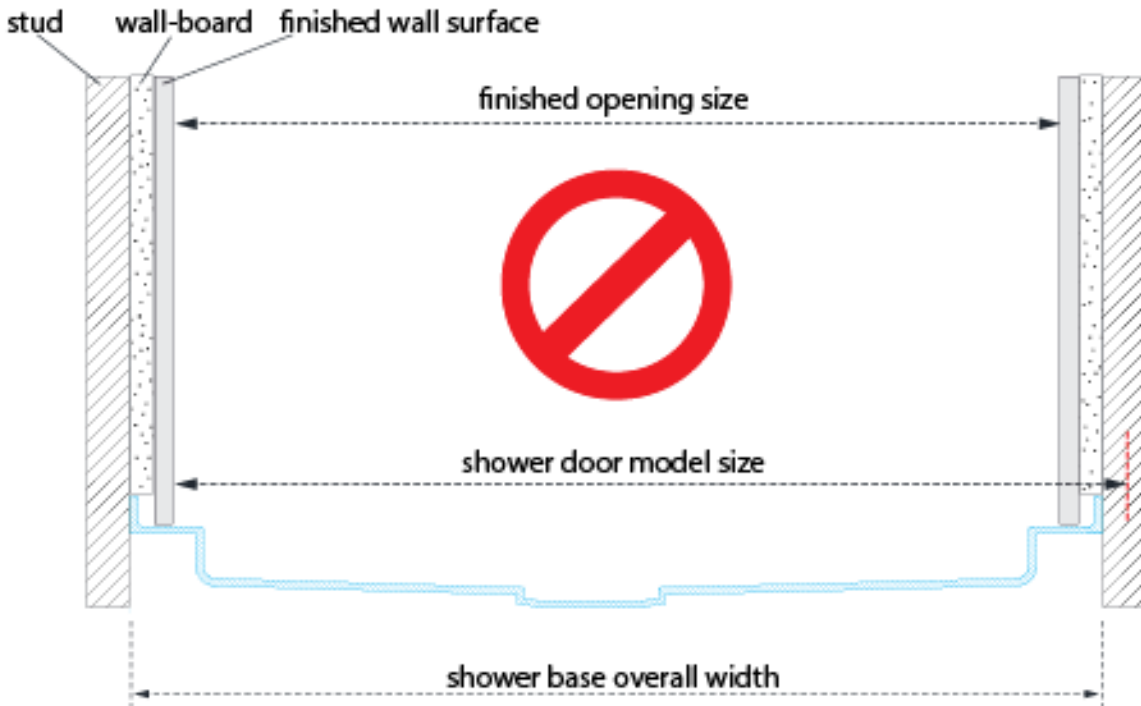 stud
wall-board
finished wall surface
finished opening size
shower door model size
shower base overall width